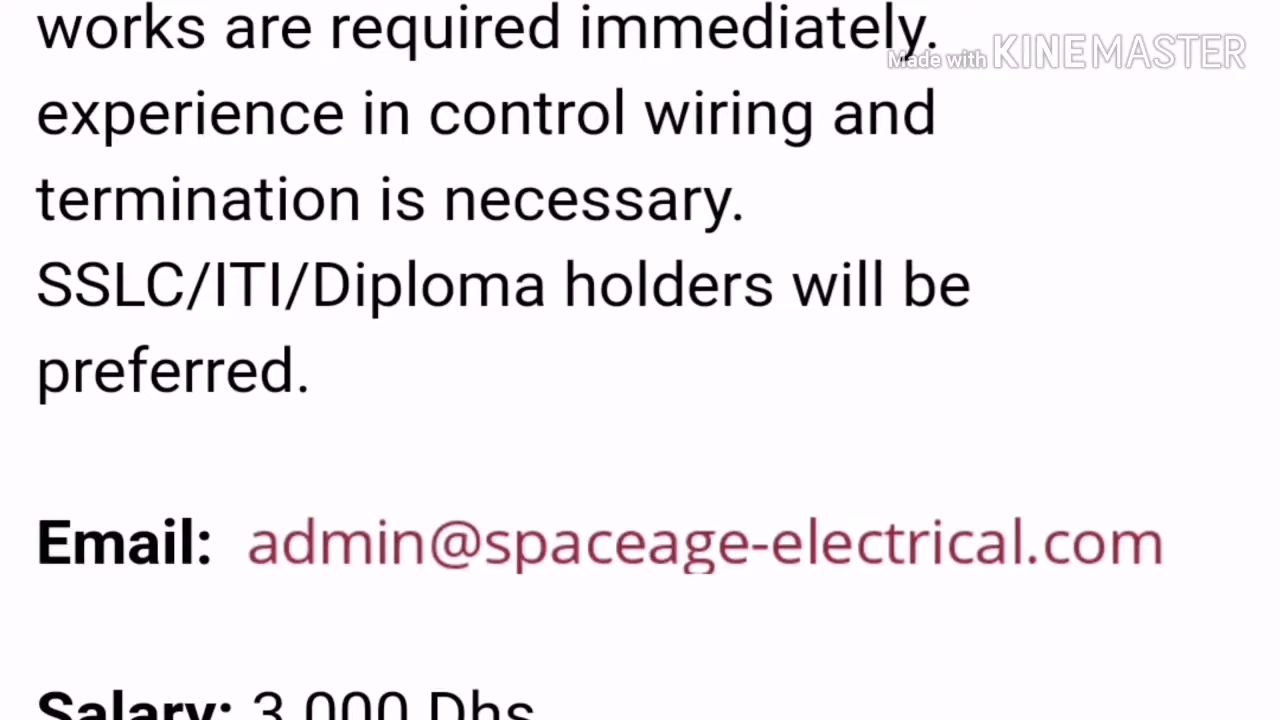 works are required immediately.
Made with KINEMASTER
experience in control wiring and
termination is necessary.
SSLC/ITI/Diploma holders will be
preferred.
Email: admin@spaceage-electrical.com
Salary: 3,000 Dhs